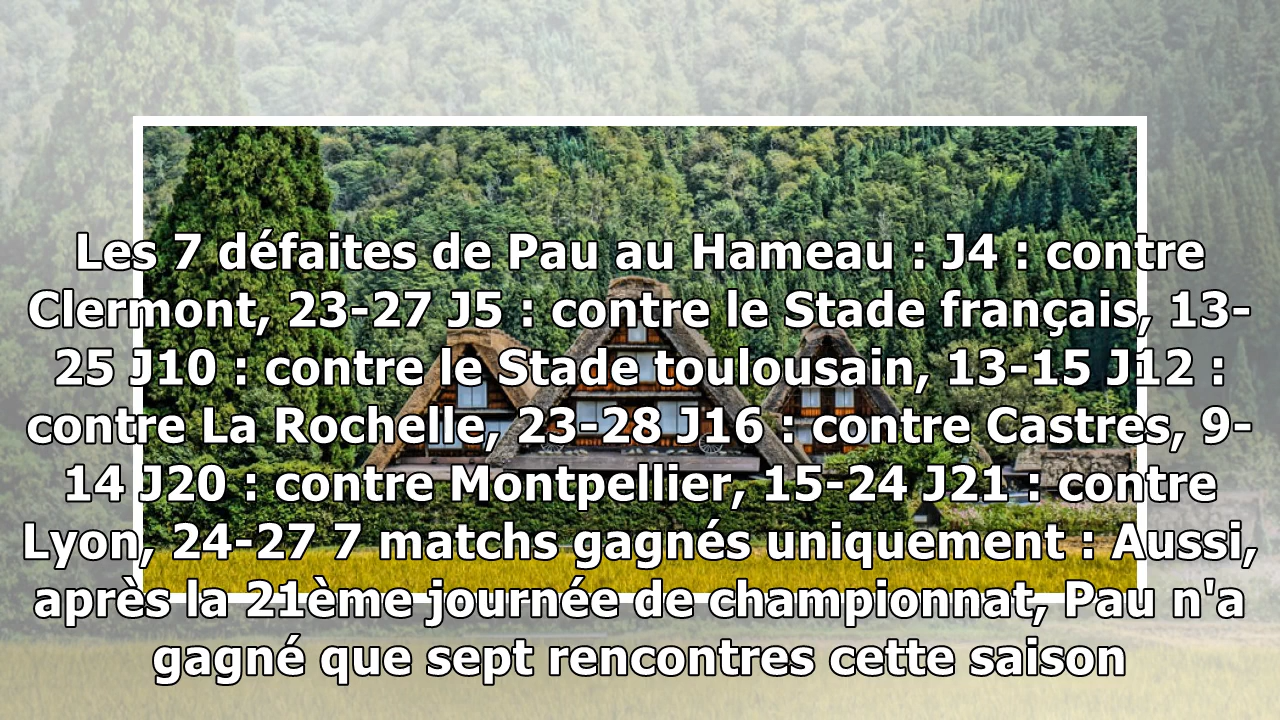 Les 7 défaites de Pau au Hameau : J4 : contre
Clermont, 23-27 J5 : contre le Stade français, 13-
25 J10 : contre le Stade toulousain, 13-15 J12 :
contre La Rochelle, 23-28 J16 : contre Castres, 9-
14 J20 : contre Montpellier, 15-24 J21 : contre
Lyon, 24-27 7 matchs gagnés uniquement : Aussi,
après la 21ème journée de championnat, Pau n'a
gagné que sept rencontres cette saison